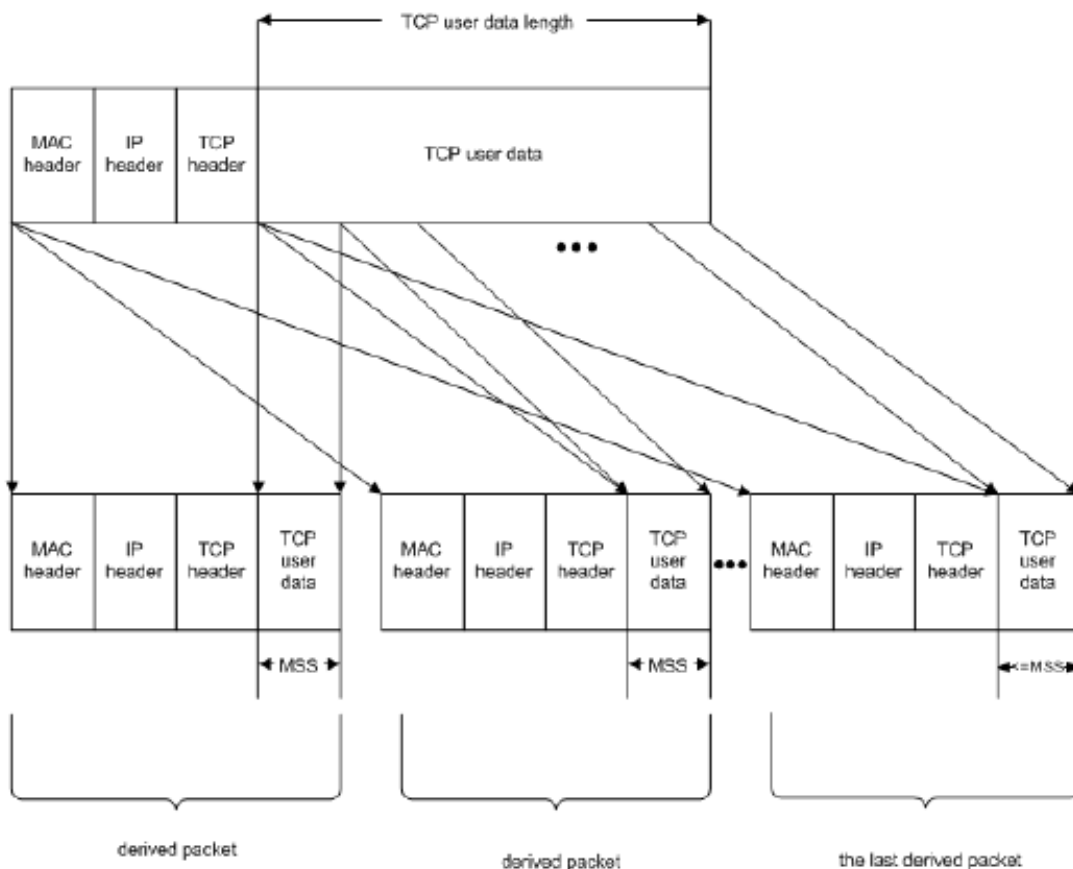 TCP user data length
MAC
header
IP
header
TCP
header
TCP user data
MAC
header
IP
header
TCP
header
TCP
user
data
MAC
header
IP
header
TCP
header
TCP
user
data
MAC
header
IP
header
TCP
header
TCP
user
data
MSS
MSS
<=MSS
derived packet
derived packet
the last derived packet